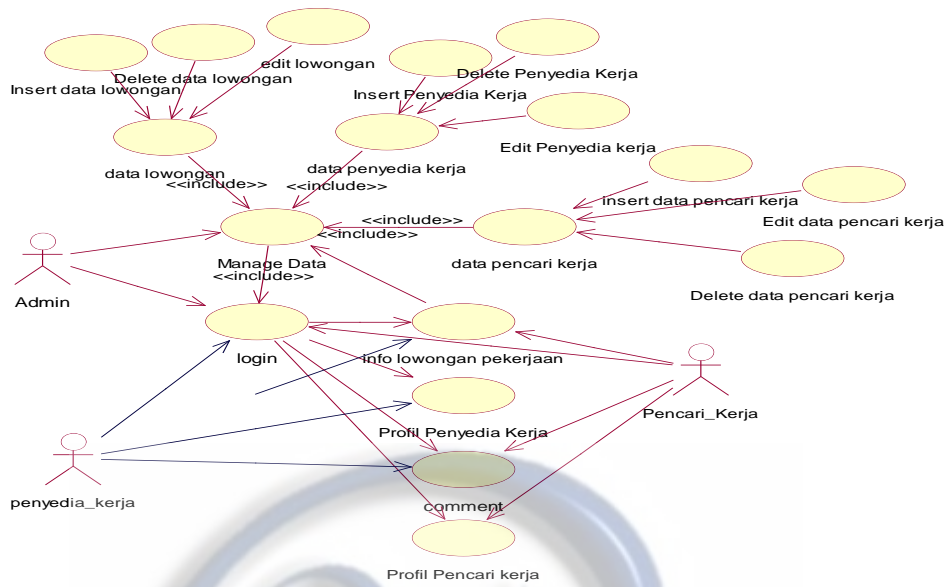 edit lowongan
Delete data lowongan
Insert data lowongan
Delete Penyedia Kerja
Insert Penyedia Kerja
Edit Penyedia kerja
data lowongan
<<include>>
data penyedia kerja
<<include>>
insert data pencari kerja
Edit data pencari kerja
<<include>>
<<include>>
Manage Data
<<include>>
data pencari kerja
Delete data pencari kerja
Admin
login
info lowongan pekerjaan
Pencari_Kerja
Profil Penyedia Kerja
penyedia_kerja
comment
Profil Pencari kerja